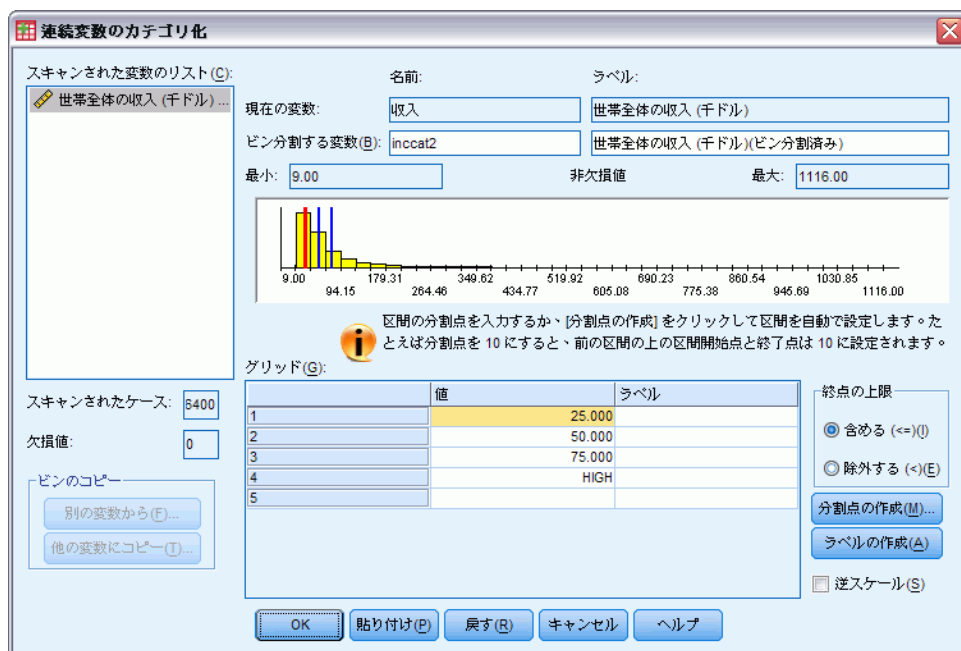 連続変数のカテゴリ化
スキャンされた変数のリスト(C):
世帯全体の収入 (千ドル) ...
名前:
ラベル:
現在の変数:
収入
世帯全体の収入 (千ドル)
ビン分割する変数(B):
inccat2
世帯全体の収入 (千ドル)(ビン分割済み)
最小:
9.00
非欠損値
最大:
1116.00
9.00 179.31 349.62 519.92 690.23 860.54 1030.85
94.15 264.46 434.77 605.08 775.38 945.69 1116.00
区間の分割点を入力するか、[分割点の作成] をクリックして区間を自動で設定します。た
とえば分割点を 10 にすると、前の区間の上の区間開始点と終了点は 10 に設定されます。
グリッド(G):
値 ラベル
1 25.000
2 50.000
3 75.000
4 HIGH
5
スキャンされたケース:
6400
欠損値:
0
ビンのコピー
別の変数から(F)...
他の変数にコピー(T)...
終点の上限
含める (<=)(I)
除外する (<)(E)
分割点の作成(M)...
ラベルの作成(A)
逆スケール(S)
OK
貼り付け(P)
戻す(R)
キャンセル
ヘルプ